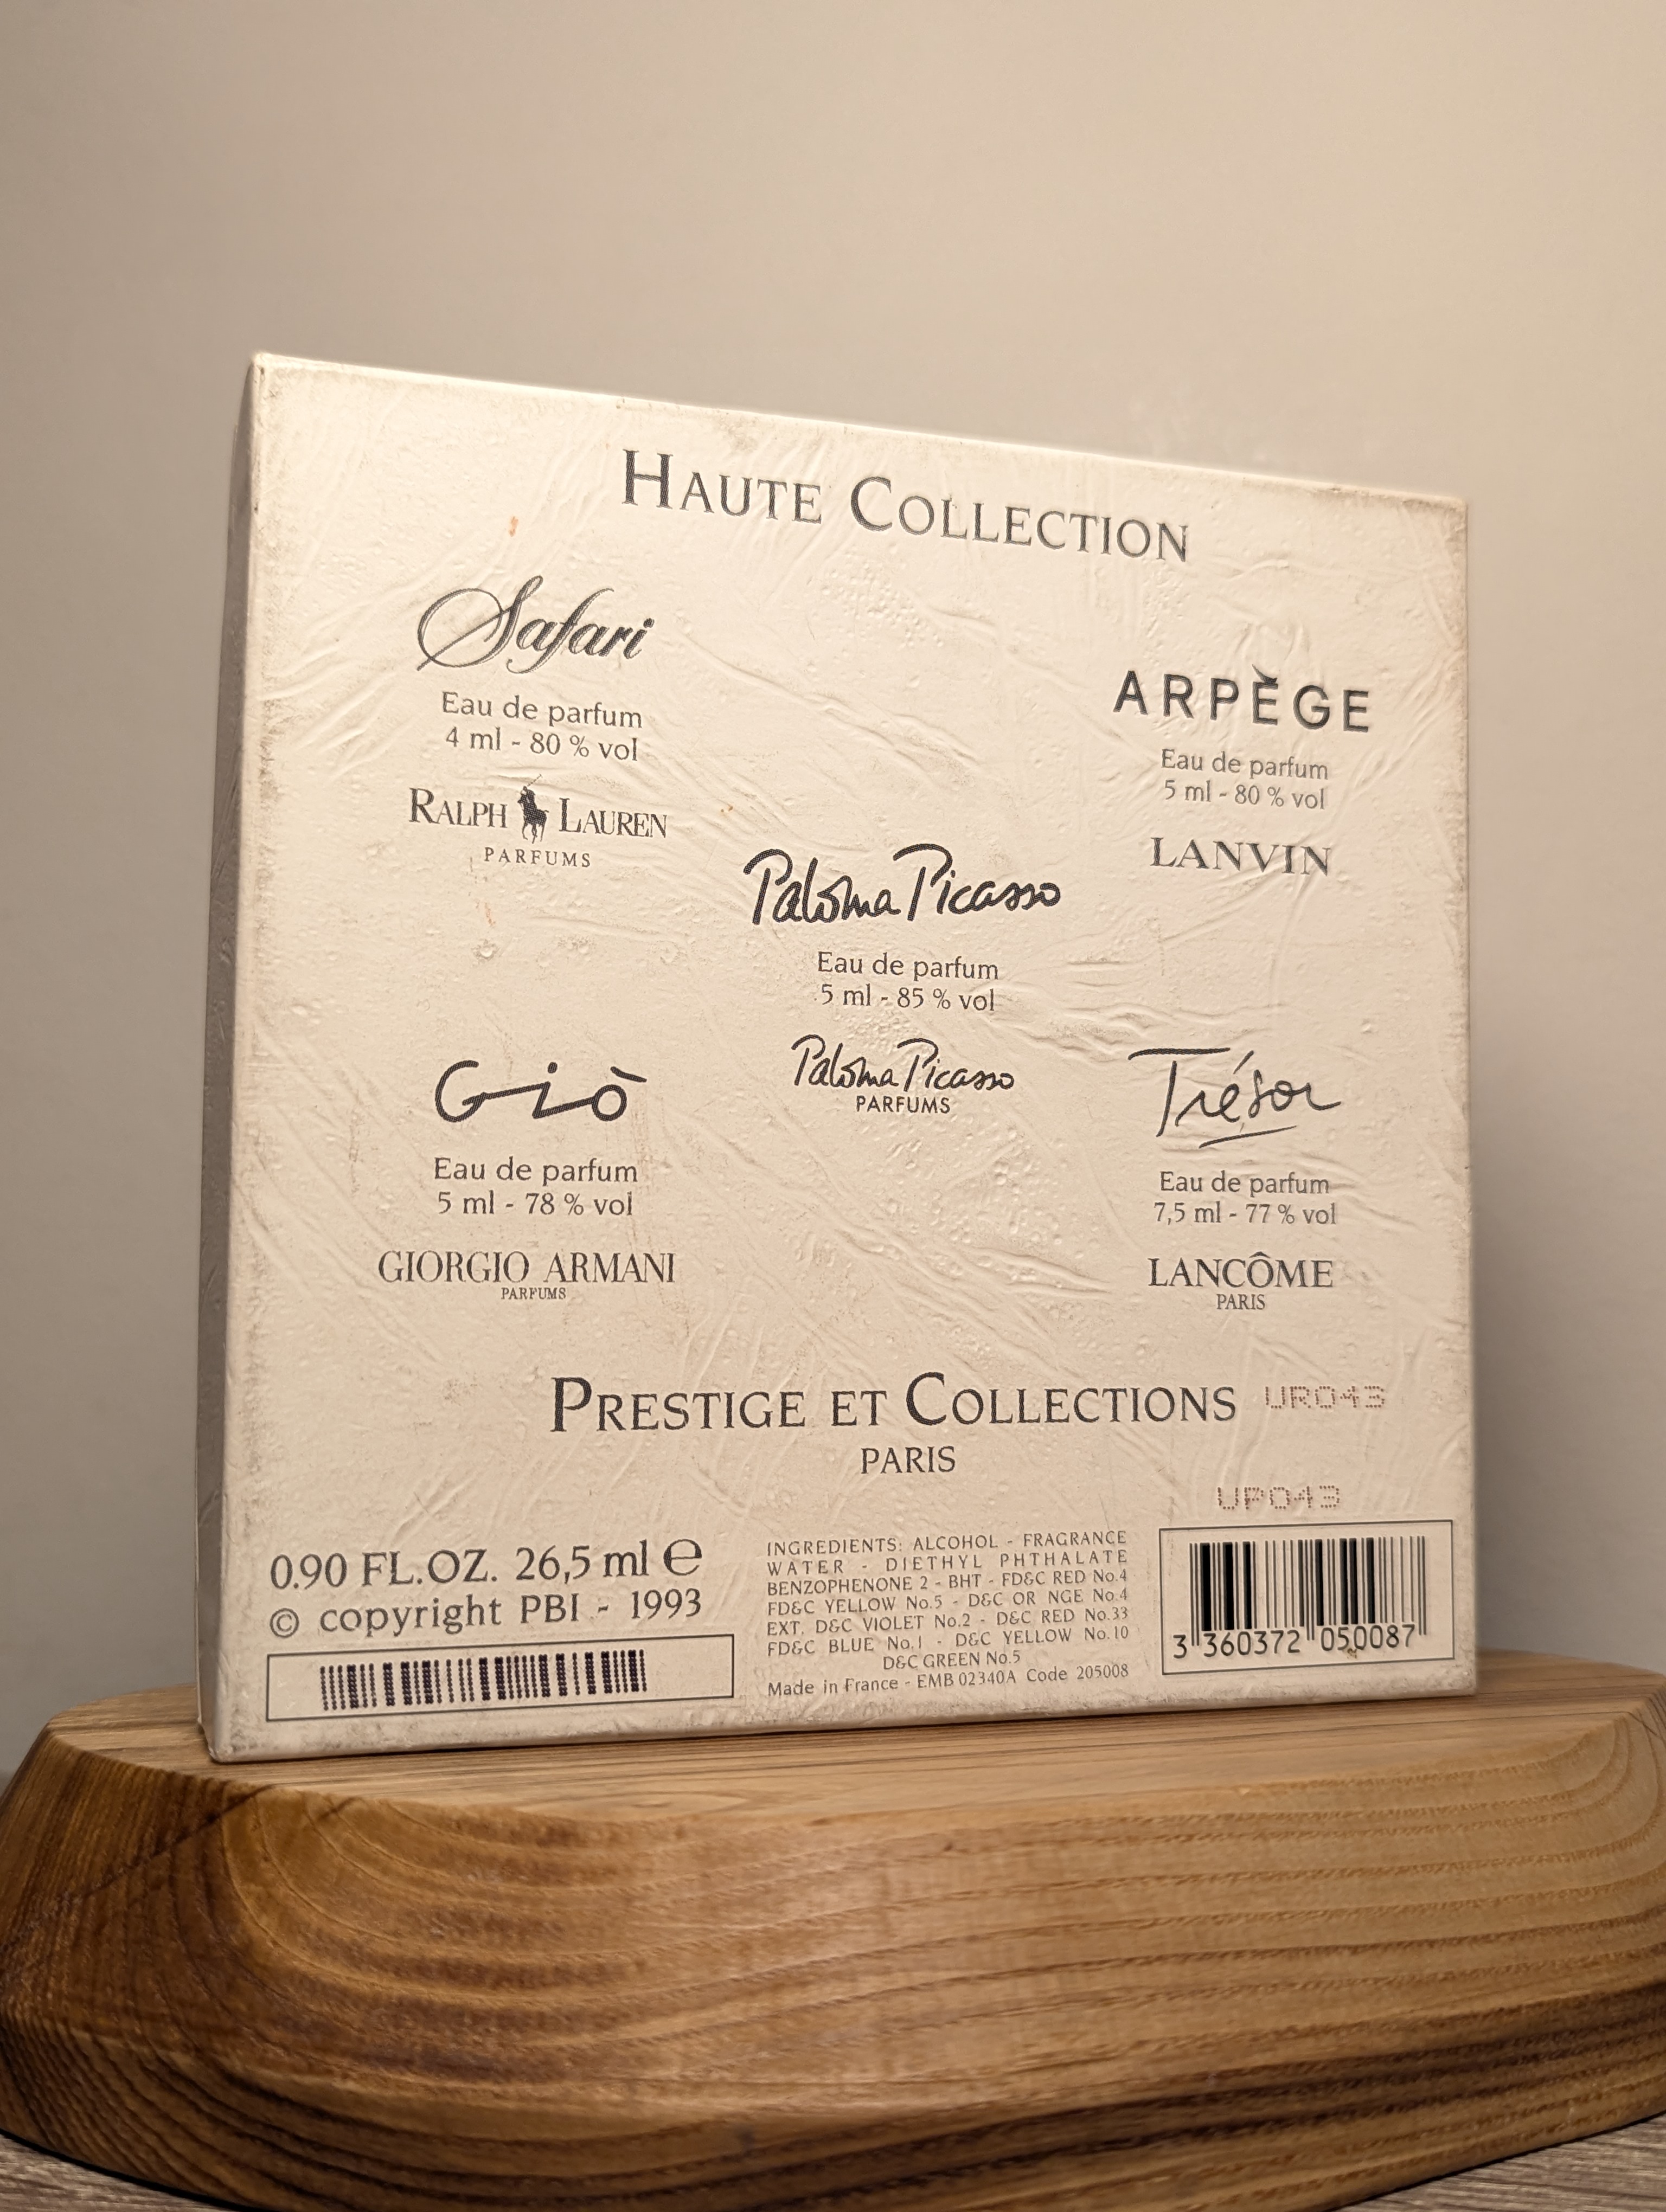 HAUTE COLLECTION
Safari
Eau de parfum
4 ml - 80 % vol
RALPH LAUREN
PARFUMS
ARPÈGE
Eau de parfum
5 ml - 80 % vol
LANVIN
Paloma Picasso
Eau de parfum
5 ml - 85 % vol
Paloma Picasso
PARFUMS
Giò
Eau de parfum
5 ml - 78 % vol
GIORGIO ARMANI
PARFUMS
Trésor
Eau de parfum
7,5 ml - 77 % vol
LANCÔME
PARIS
PRESTIGE ET COLLECTIONS
PARIS
URO43
UPO43
0.90 FL.OZ. 26,5 ml e
© copyright PBI - 1993
INGREDIENTS: ALCOHOL - FRAGRANCE
WATER - DIETHYL PHTHALATE
BENZOPHENONE 2 - BHT - FD&C RED No.4
FD&C YELLOW No.5 - D&C OR NGE No.4
EXT. D&C VIOLET No.2 - D&C RED No.33
FD&C BLUE No.1 - D&C YELLOW No.10
D&C GREEN No.5
Made in France - EMB 02340A Code 205008
3 360372 050087